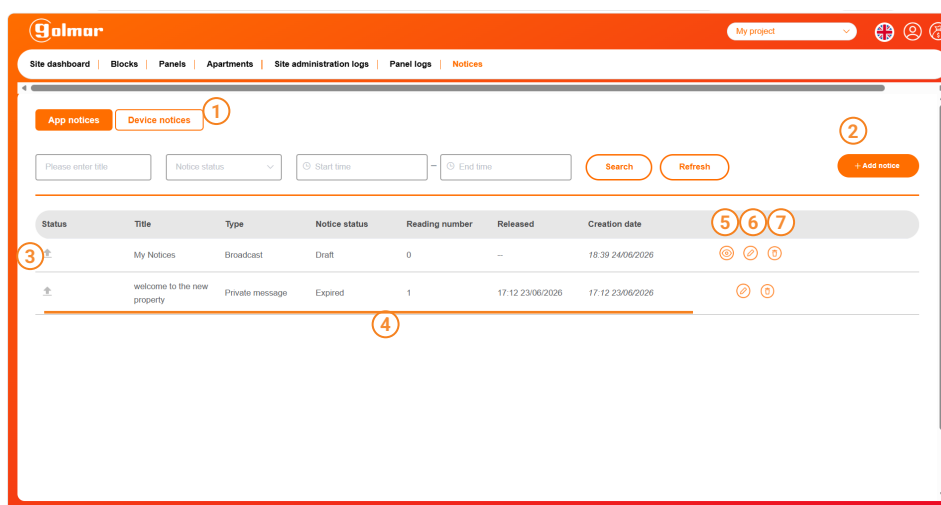 golmar
My project
Site dashboard | Blocks | Panels | Apartments | Site administration logs | Panel logs | Notices
App notices Device notices 1
2
Please enter title Notice status Start time – End time Search Refresh + Add notice
Status Title Type Notice status Reading number Released Creation date 5 6 7
3 My Notices Broadcast Draft 0 -- 18:39 24/06/2026
welcome to the new
property Private message Expired 1 17:12 23/06/2026 17:12 23/06/2026
4